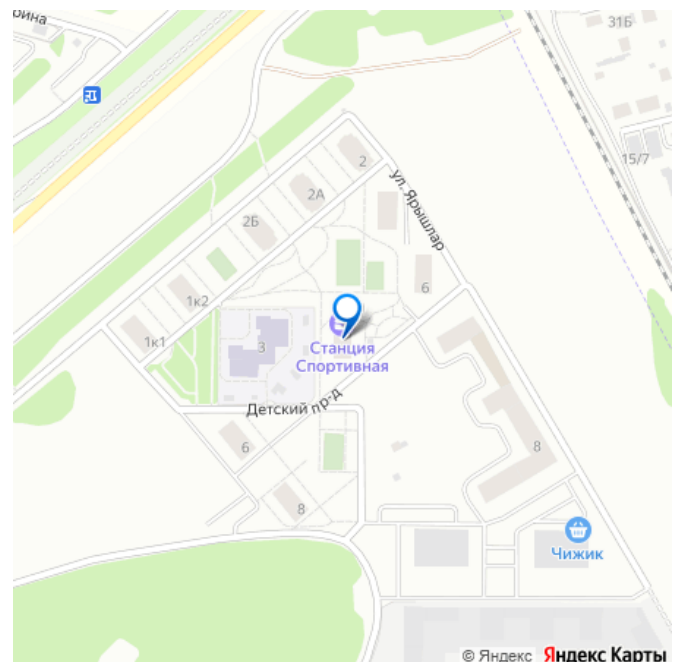 рина
31Б
15/7
2
2А
ул. Ярышлар
2Б
6
1к2
1к1
3
Станция
Спортивная
Детский пр-д
6
8
8
Чижик
© Яндекс Яндекс Карты